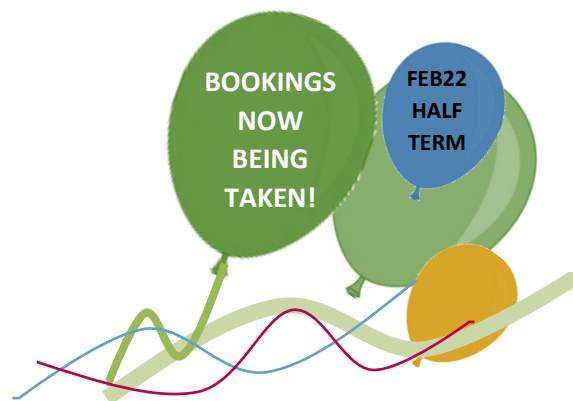 BOOKINGS
NOW
BEING
TAKEN!
FEB22
HALF
TERM